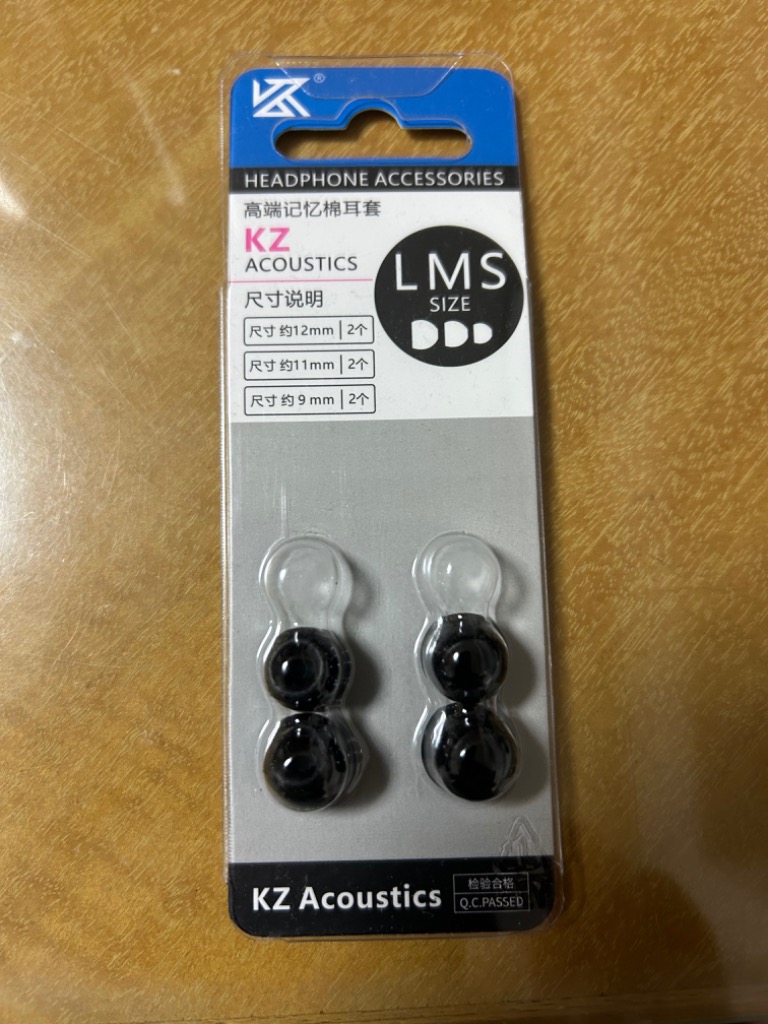 ®
HEADPHONE ACCESSORIES
高端记忆棉耳套
KZ
ACOUSTICS
LMS
SIZE
尺寸说明
尺寸 约12mm | 2个
尺寸 约11mm | 2个
尺寸 约 9 mm | 2个
KZ Acoustics
检验合格
Q.C.PASSED